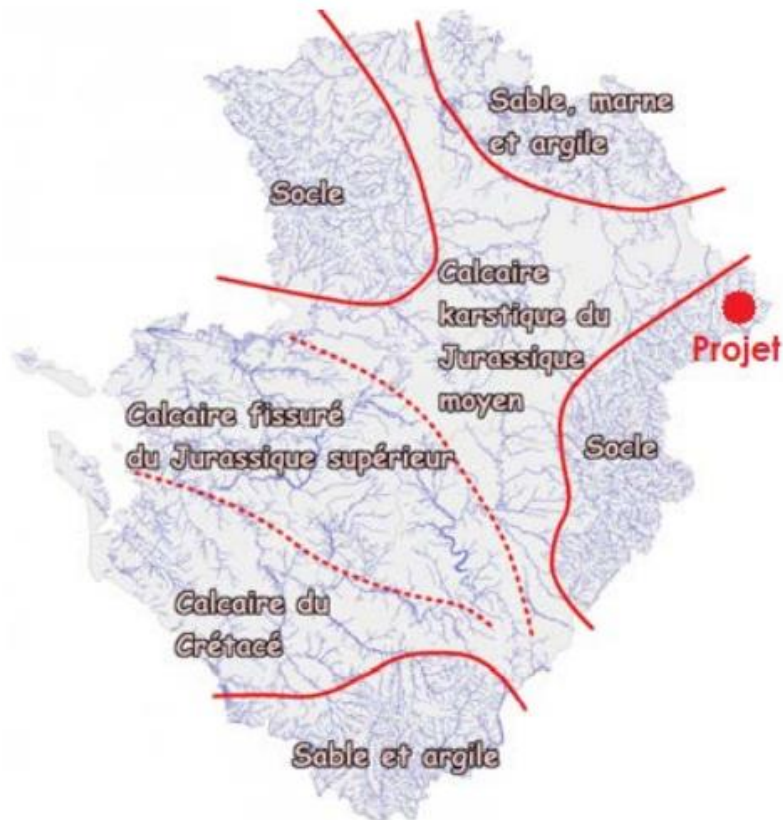 Sable, marne
et argile
Socle
Calcaire
karstique du
Jurassique
moyen
Projet
Calcaire fissuré
du Jurassique supérieur
Socle
Calcaire du
Crétacé
Sable et argile